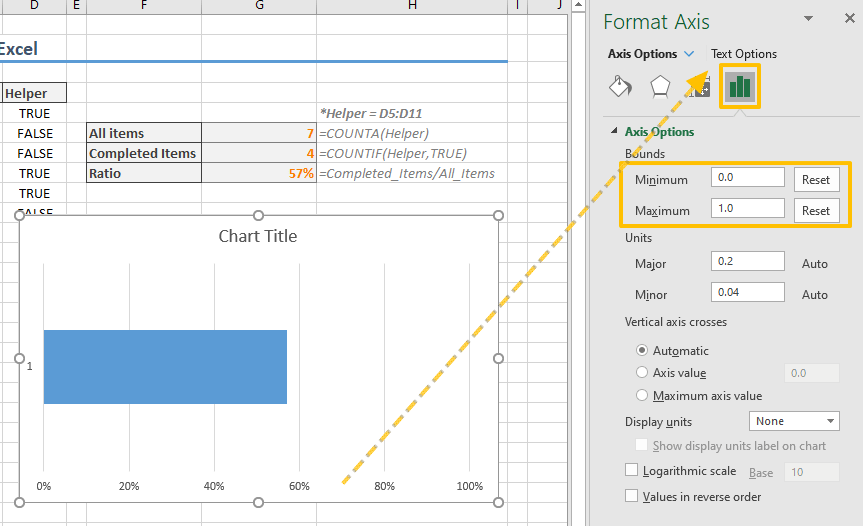 D E F G H I J
Excel
Helper
TRUE *Helper = D5:D11
FALSE All items 7 =COUNTA(Helper)
FALSE Completed Items 4 =COUNTIF(Helper,TRUE)
TRUE Ratio 57% =Completed_Items/All_Items
TRUE
FALSE
Chart Title
1
0% 20% 40% 60% 80% 100%
Format Axis
Axis Options Text Options
Axis Options
Bounds
Minimum 0.0 Reset
Maximum 1.0 Reset
Units
Major 0.2 Auto
Minor 0.04 Auto
Vertical axis crosses
Automatic
Axis value 0.0
Maximum axis value
Display units None
Show display units label on chart
Logarithmic scale Base 10
Values in reverse order